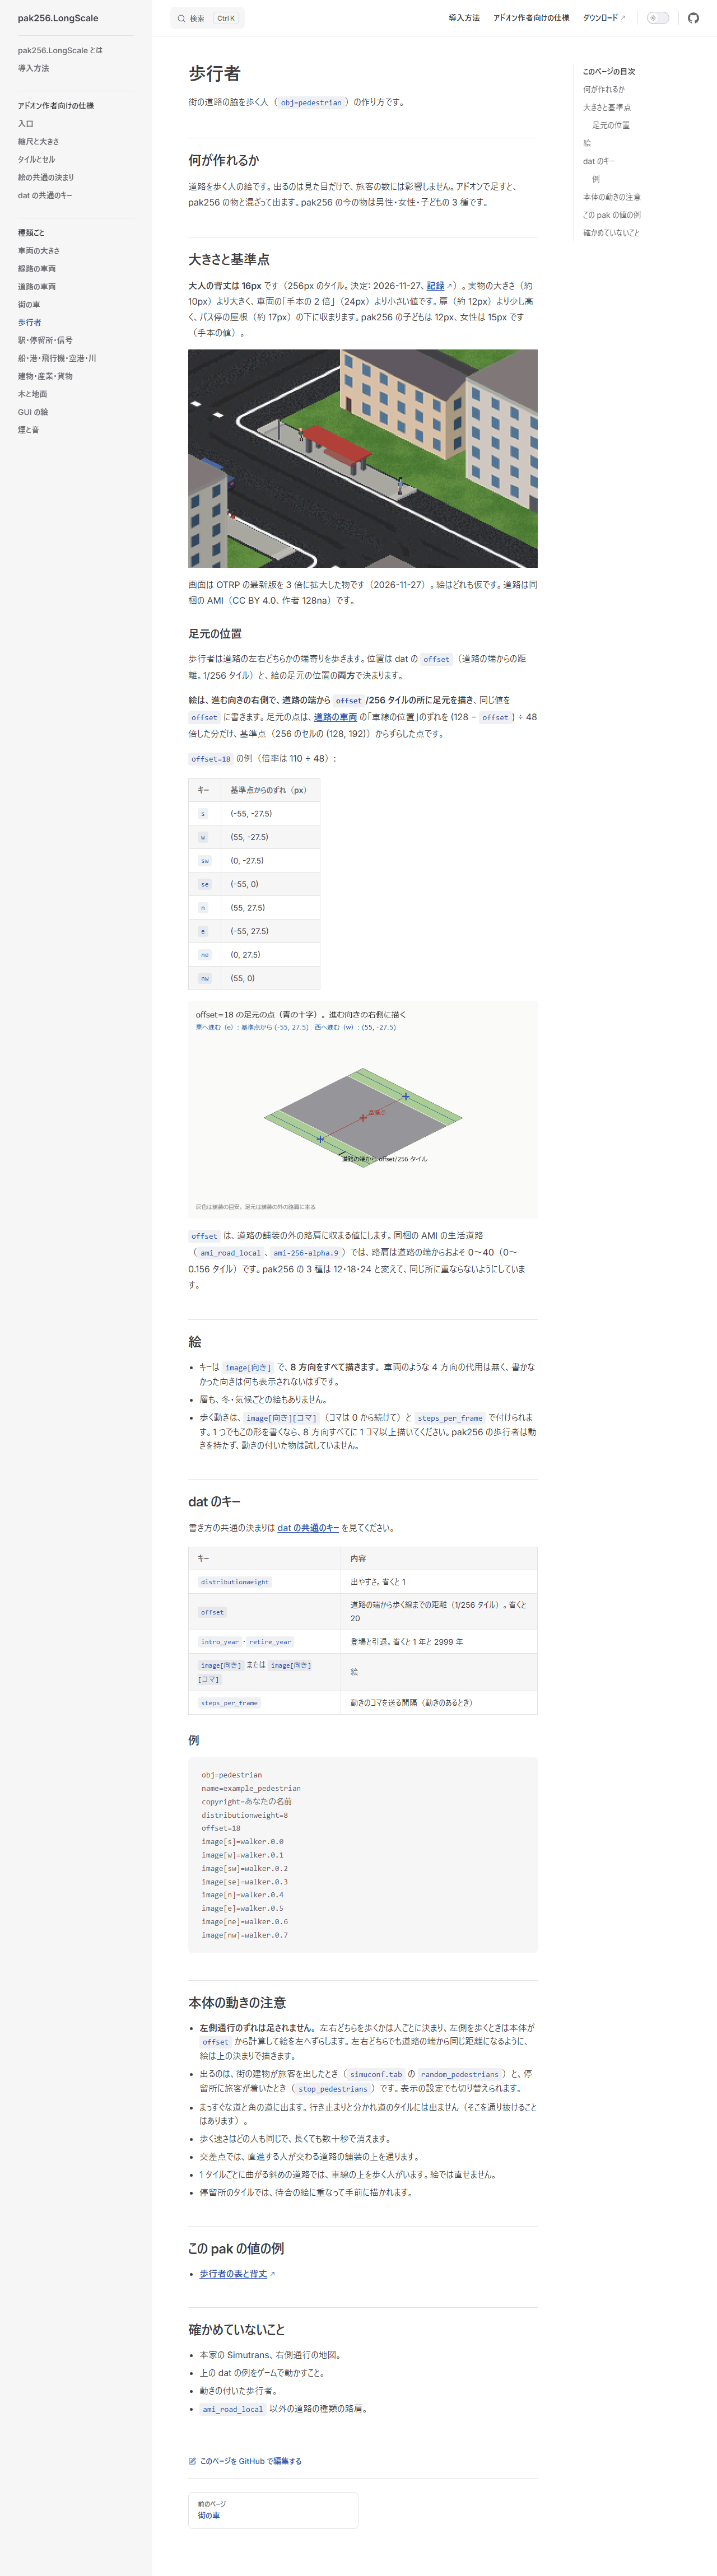 pak256.LongScale
pak256.LongScale とは
導入方法
アドオン作者向けの仕様
入口
縮尺と大きさ
タイルとセル
絵の共通の決まり
dat の共通のキー
種類ごと
車両の大きさ
線路の車両
道路の車両
街の車
歩行者
駅・停留所・信号
船・港・飛行機・空港・川
建物・産業・貨物
木と地面
GUI の絵
煙と音
検索 Ctrl K
導入方法 アドオン作者向けの仕様 ダウンロード ↗
歩行者
街の道路の脇を歩く人（obj=pedestrian）の作り方です。
何が作れるか
道路を歩く人の絵です。出るのは見た目だけで、旅客の数には影響しません。アドオンで足すと、
pak256 の物と混ざって出ます。pak256 の今の物は男性・女性・子どもの 3 種です。
大きさと基準点
大人の背丈は 16px です（256px のタイル。決定: 2026-11-27、記録 ↗）。実物の大きさ（約
10px）より大きく、車両の「手本の 2 倍」（24px）より小さい値です。扉（約 12px）より少し高
く、バス停の屋根（約 17px）の下に収まります。pak256 の子どもは 12px、女性は 15px です
（手本の値）。
画面は OTRP の最新版を 3 倍に拡大した物です（2026-11-27）。絵はどれも仮です。道路は同
梱の AMI（CC BY 4.0、作者 128na）です。
足元の位置
歩行者は道路の左右どちらかの端寄りを歩きます。位置は dat の offset（道路の端からの距
離。1/256 タイル）と、絵の足元の位置の両方で決まります。
絵は、進む向きの右側で、道路の端から offset /256 タイルの所に足元を描き、同じ値を
offset に書きます。足元の点は、道路の車両 の「車線の位置」のずれを (128 − offset) ÷ 48
倍した分だけ、基準点（256 のセルの (128, 192)）からずらした点です。
offset=18 の例（倍率は 110 ÷ 48）:
キー 基準点からのずれ（px）
s (-55, -27.5)
w (55, -27.5)
sw (0, -27.5)
se (-55, 0)
n (55, 27.5)
e (-55, 27.5)
ne (0, 27.5)
nw (55, 0)
offset=18 の足元の点（青の十字）。進む向きの右側に描く
東へ進む（e）: 基準点から (-55, 27.5) 西へ進む（w）: (55, -27.5)
基準点
道路の端から offset/256 タイル
灰色は舗装の目安。足元は舗装の外の路肩に来る
offset は、道路の舗装の外の路肩に収まる値にします。同梱の AMI の生活道路
（ami_road_local、ami-256-alpha.9）では、路肩は道路の端からおよそ 0〜40（0〜
0.156 タイル）です。pak256 の 3 種は 12・18・24 と変えて、同じ所に重ならないようにしていま
す。
絵
キーは image[向き] で、8 方向をすべて描きます。車両のような 4 方向の代用は無く、書かな
かった向きは何も表示されないはずです。
層も、冬・気候ごとの絵もありません。
歩く動きは、image[向き][コマ]（コマは 0 から続けて）と steps_per_frame で付けられま
す。1 つでもこの形を書くなら、8 方向すべてに 1 コマ以上描いてください。pak256 の歩行者は動
きを持たず、動きの付いた物は試していません。
dat のキー
書き方の共通の決まりは dat の共通のキー を見てください。
キー 内容
distributionweight 出やすさ。省くと 1
offset 道路の端から歩く線までの距離（1/256 タイル）。省くと
20
intro_year・retire_year 登場と引退。省くと 1 年と 2999 年
image[向き] または image[向き]
[コマ] 絵
steps_per_frame 動きのコマを送る間隔（動きのあるとき）
例
obj=pedestrian
name=example_pedestrian
copyright=あなたの名前
distributionweight=8
offset=18
image[s]=walker.0.0
image[w]=walker.0.1
image[sw]=walker.0.2
image[se]=walker.0.3
image[n]=walker.0.4
image[e]=walker.0.5
image[ne]=walker.0.6
image[nw]=walker.0.7
本体の動きの注意
左側通行のずれは足されません。左右どちらを歩くかは人ごとに決まり、左側を歩くときは本体が
offset から計算して絵を左へずらします。左右どちらでも道路の端から同じ距離になるように、
絵は上の決まりで描きます。
出るのは、街の建物が旅客を出したとき（simuconf.tab の random_pedestrians）と、停
留所に旅客が着いたとき（stop_pedestrians）です。表示の設定でも切り替えられます。
まっすぐな道と角の道に出ます。行き止まりと分かれ道のタイルには出ません（そこを通り抜けること
はあります）。
歩く速さはどの人も同じで、長くても数十秒で消えます。
交差点では、直進する人が交わる道路の舗装の上を通ります。
1 タイルごとに曲がる斜めの道路では、車線の上を歩く人がいます。絵では直せません。
停留所のタイルでは、待合の絵に重なって手前に描かれます。
この pak の値の例
歩行者の表と背丈 ↗
確かめていないこと
本家の Simutrans、右側通行の地図。
上の dat の例をゲームで動かすこと。
動きの付いた歩行者。
ami_road_local 以外の道路の種類の路肩。
このページを GitHub で編集する
前のページ
街の車
このページの目次
何が作れるか
大きさと基準点
足元の位置
絵
dat のキー
例
本体の動きの注意
この pak の値の例
確かめていないこと